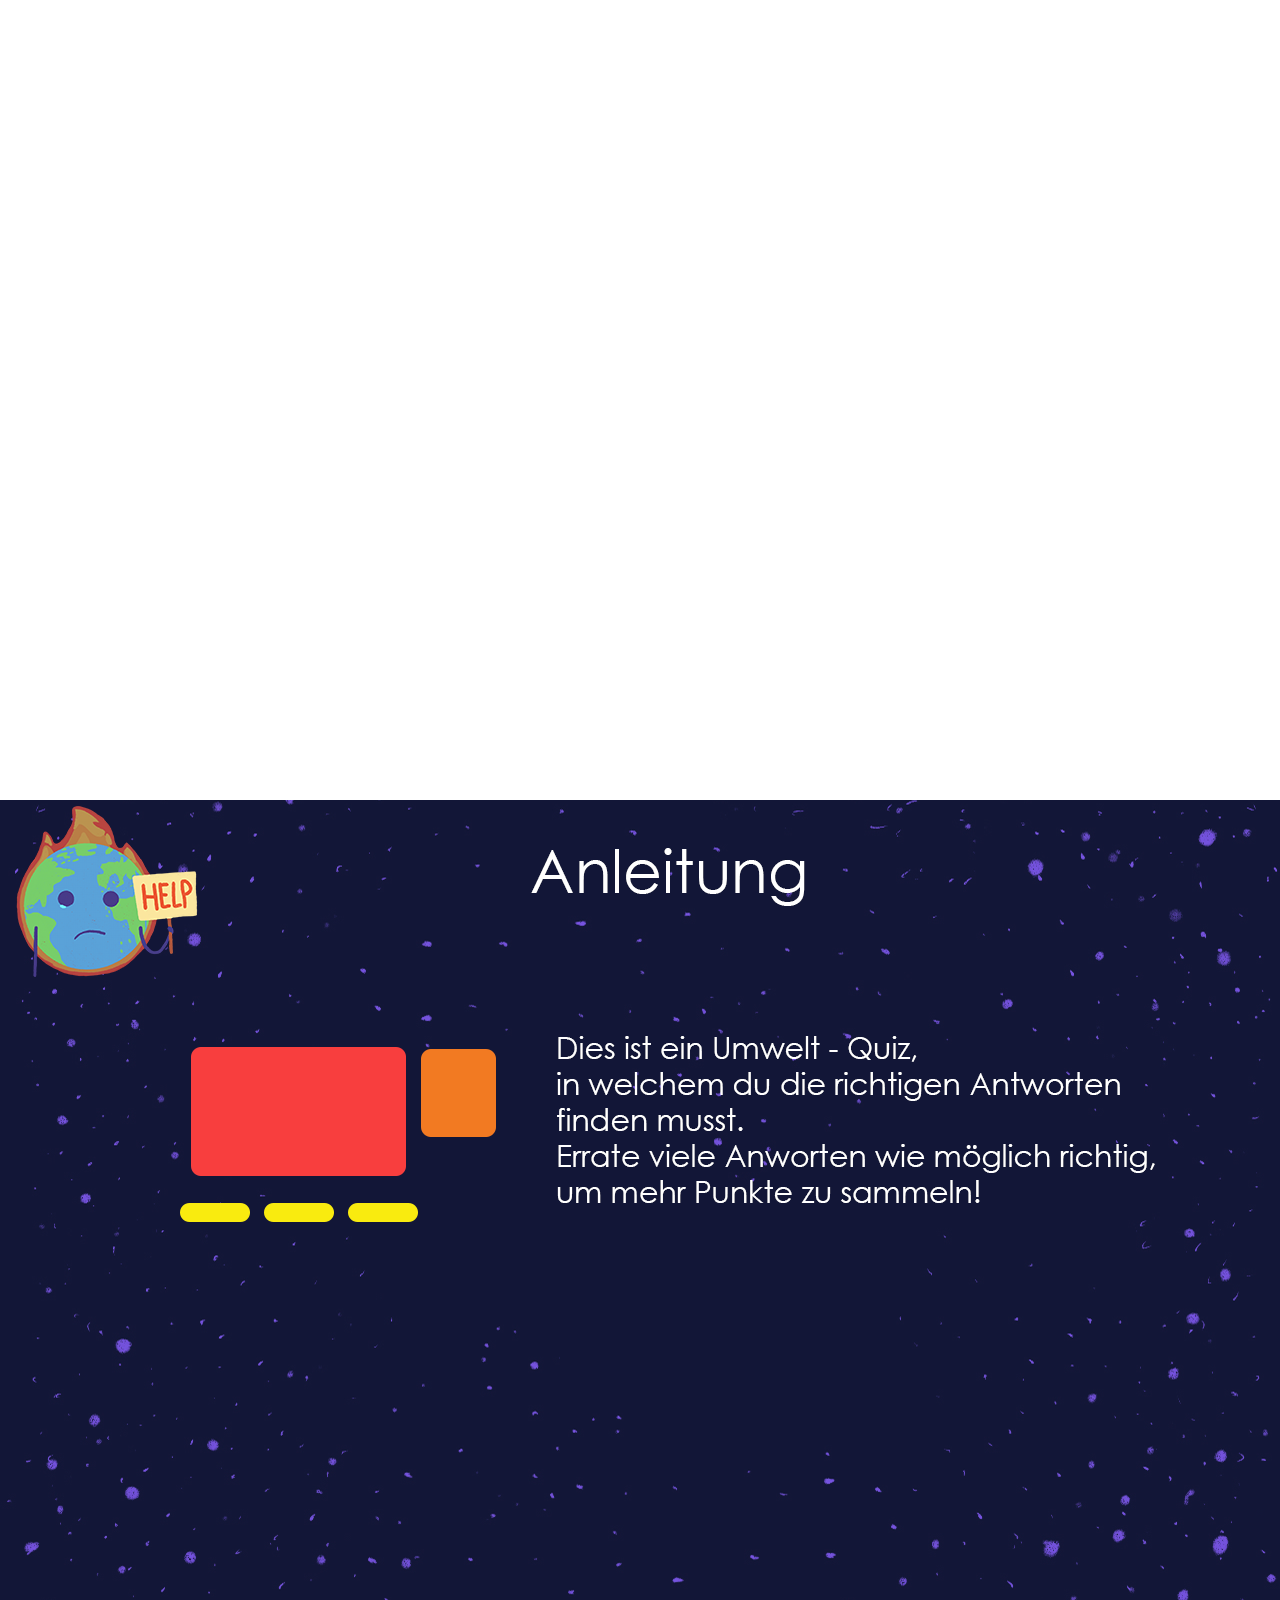 Anleitung
HELP
Dies ist ein Umwelt - Quiz,
in welchem du die richtigen Antworten
finden musst.
Errate viele Anworten wie möglich richtig,
um mehr Punkte zu sammeln!